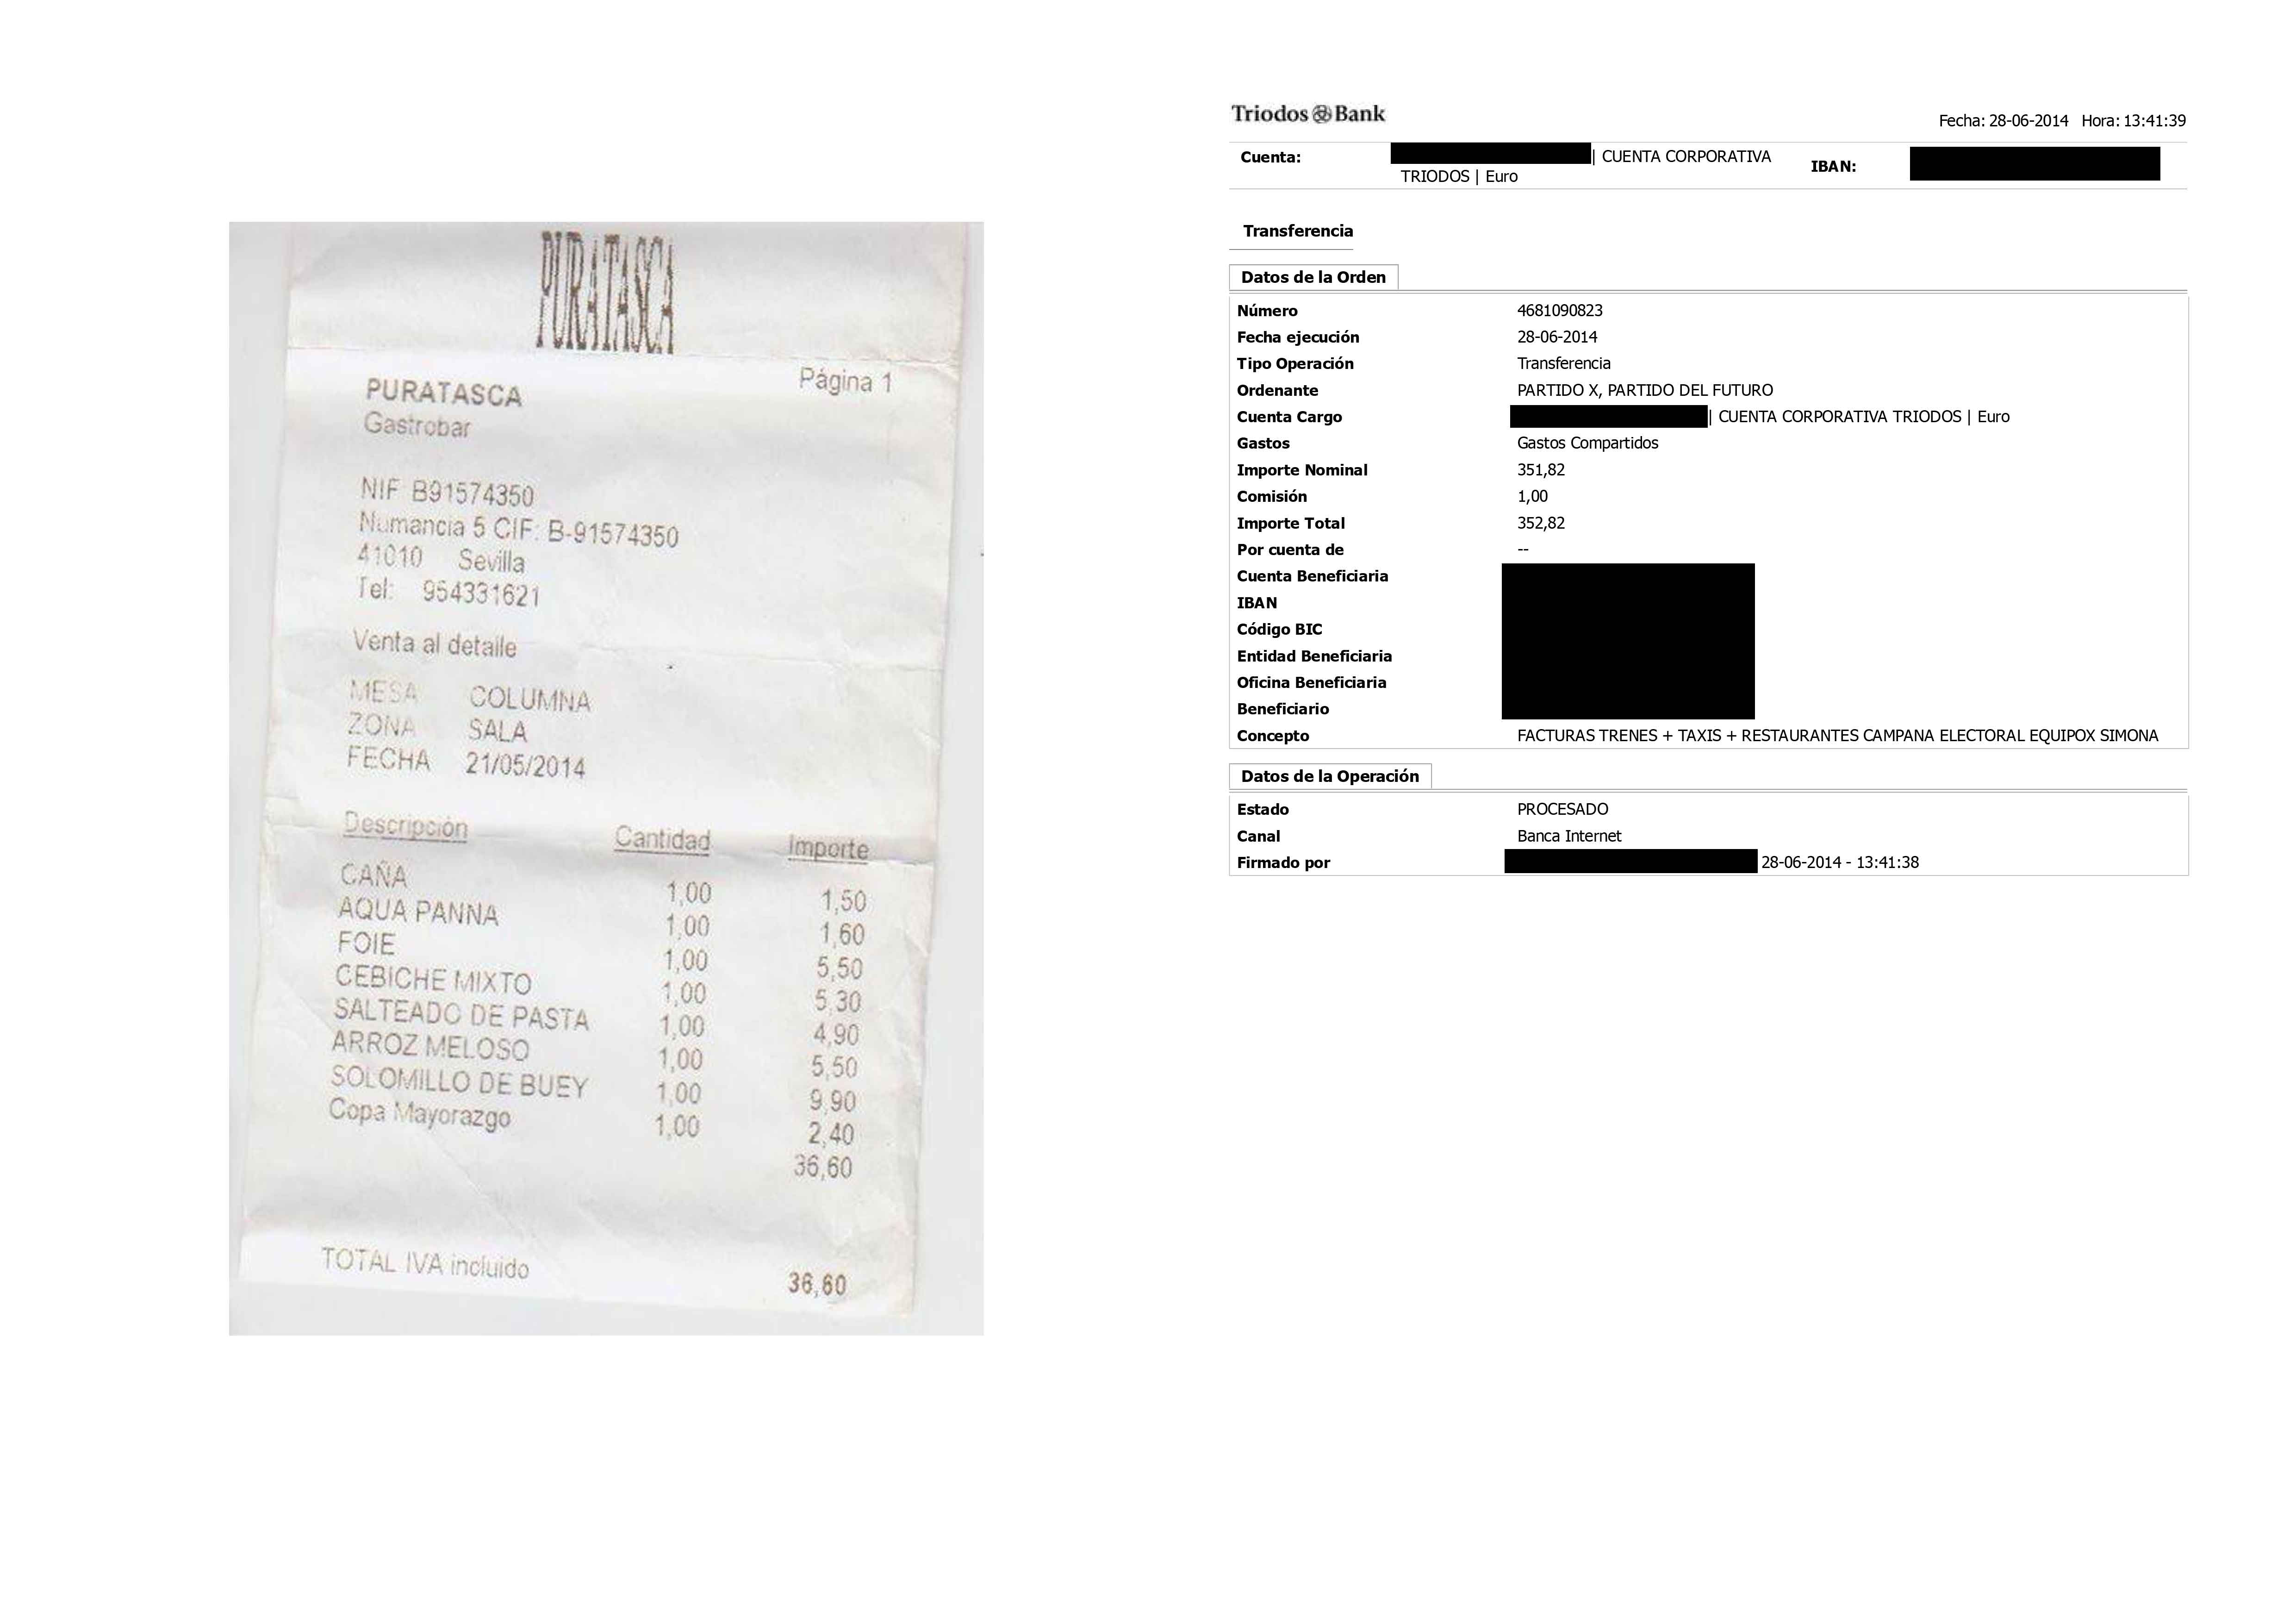 PURATASCA
Página 1
PURATASCA
Gastrobar
NIF B91574350
Numancia 5 CIF: B-91574350
41010 Sevilla
Tel: 954331621
Venta al detalle
MESA COLUMNA
ZONA SALA
FECHA 21/05/2014
Descripción Cantidad Importe
CAÑA 1,00 1,50
AQUA PANNA 1,00 1,60
FOIE 1,00 5,50
CEBICHE MIXTO 1,00 5,30
SALTEADO DE PASTA 1,00 4,90
ARROZ MELOSO 1,00 5,50
SOLOMILLO DE BUEY 1,00 9,90
Copa Mayorazgo 1,00 2,40
36,60
TOTAL IVA incluido 36,60
Triodos Bank
Fecha: 28-06-2014 Hora: 13:41:39
Cuenta: | CUENTA CORPORATIVA
TRIODOS | Euro
IBAN:
Transferencia
Datos de la Orden
Número 4681090823
Fecha ejecución 28-06-2014
Tipo Operación Transferencia
Ordenante PARTIDO X, PARTIDO DEL FUTURO
Cuenta Cargo | CUENTA CORPORATIVA TRIODOS | Euro
Gastos Gastos Compartidos
Importe Nominal 351,82
Comisión 1,00
Importe Total 352,82
Por cuenta de --
Cuenta Beneficiaria
IBAN
Código BIC
Entidad Beneficiaria
Oficina Beneficiaria
Beneficiario
Concepto FACTURAS TRENES + TAXIS + RESTAURANTES CAMPANA ELECTORAL EQUIPOX SIMONA
Datos de la Operación
Estado PROCESADO
Canal Banca Internet
Firmado por 28-06-2014 - 13:41:38